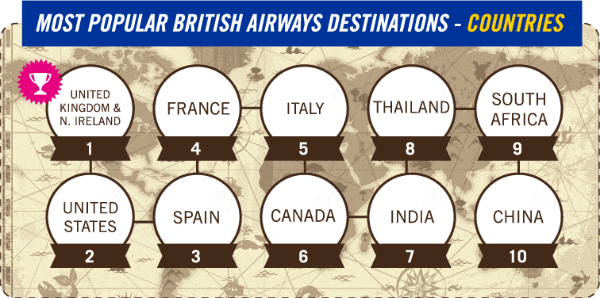 MOST POPULAR BRITISH AIRWAYS DESTINATIONS - COUNTRIES
UNITED
KINGDOM &
N. IRELAND
1
UNITED
STATES
2
SPAIN
3
FRANCE
4
ITALY
5
CANADA
6
INDIA
7
THAILAND
8
SOUTH
AFRICA
9
CHINA
10